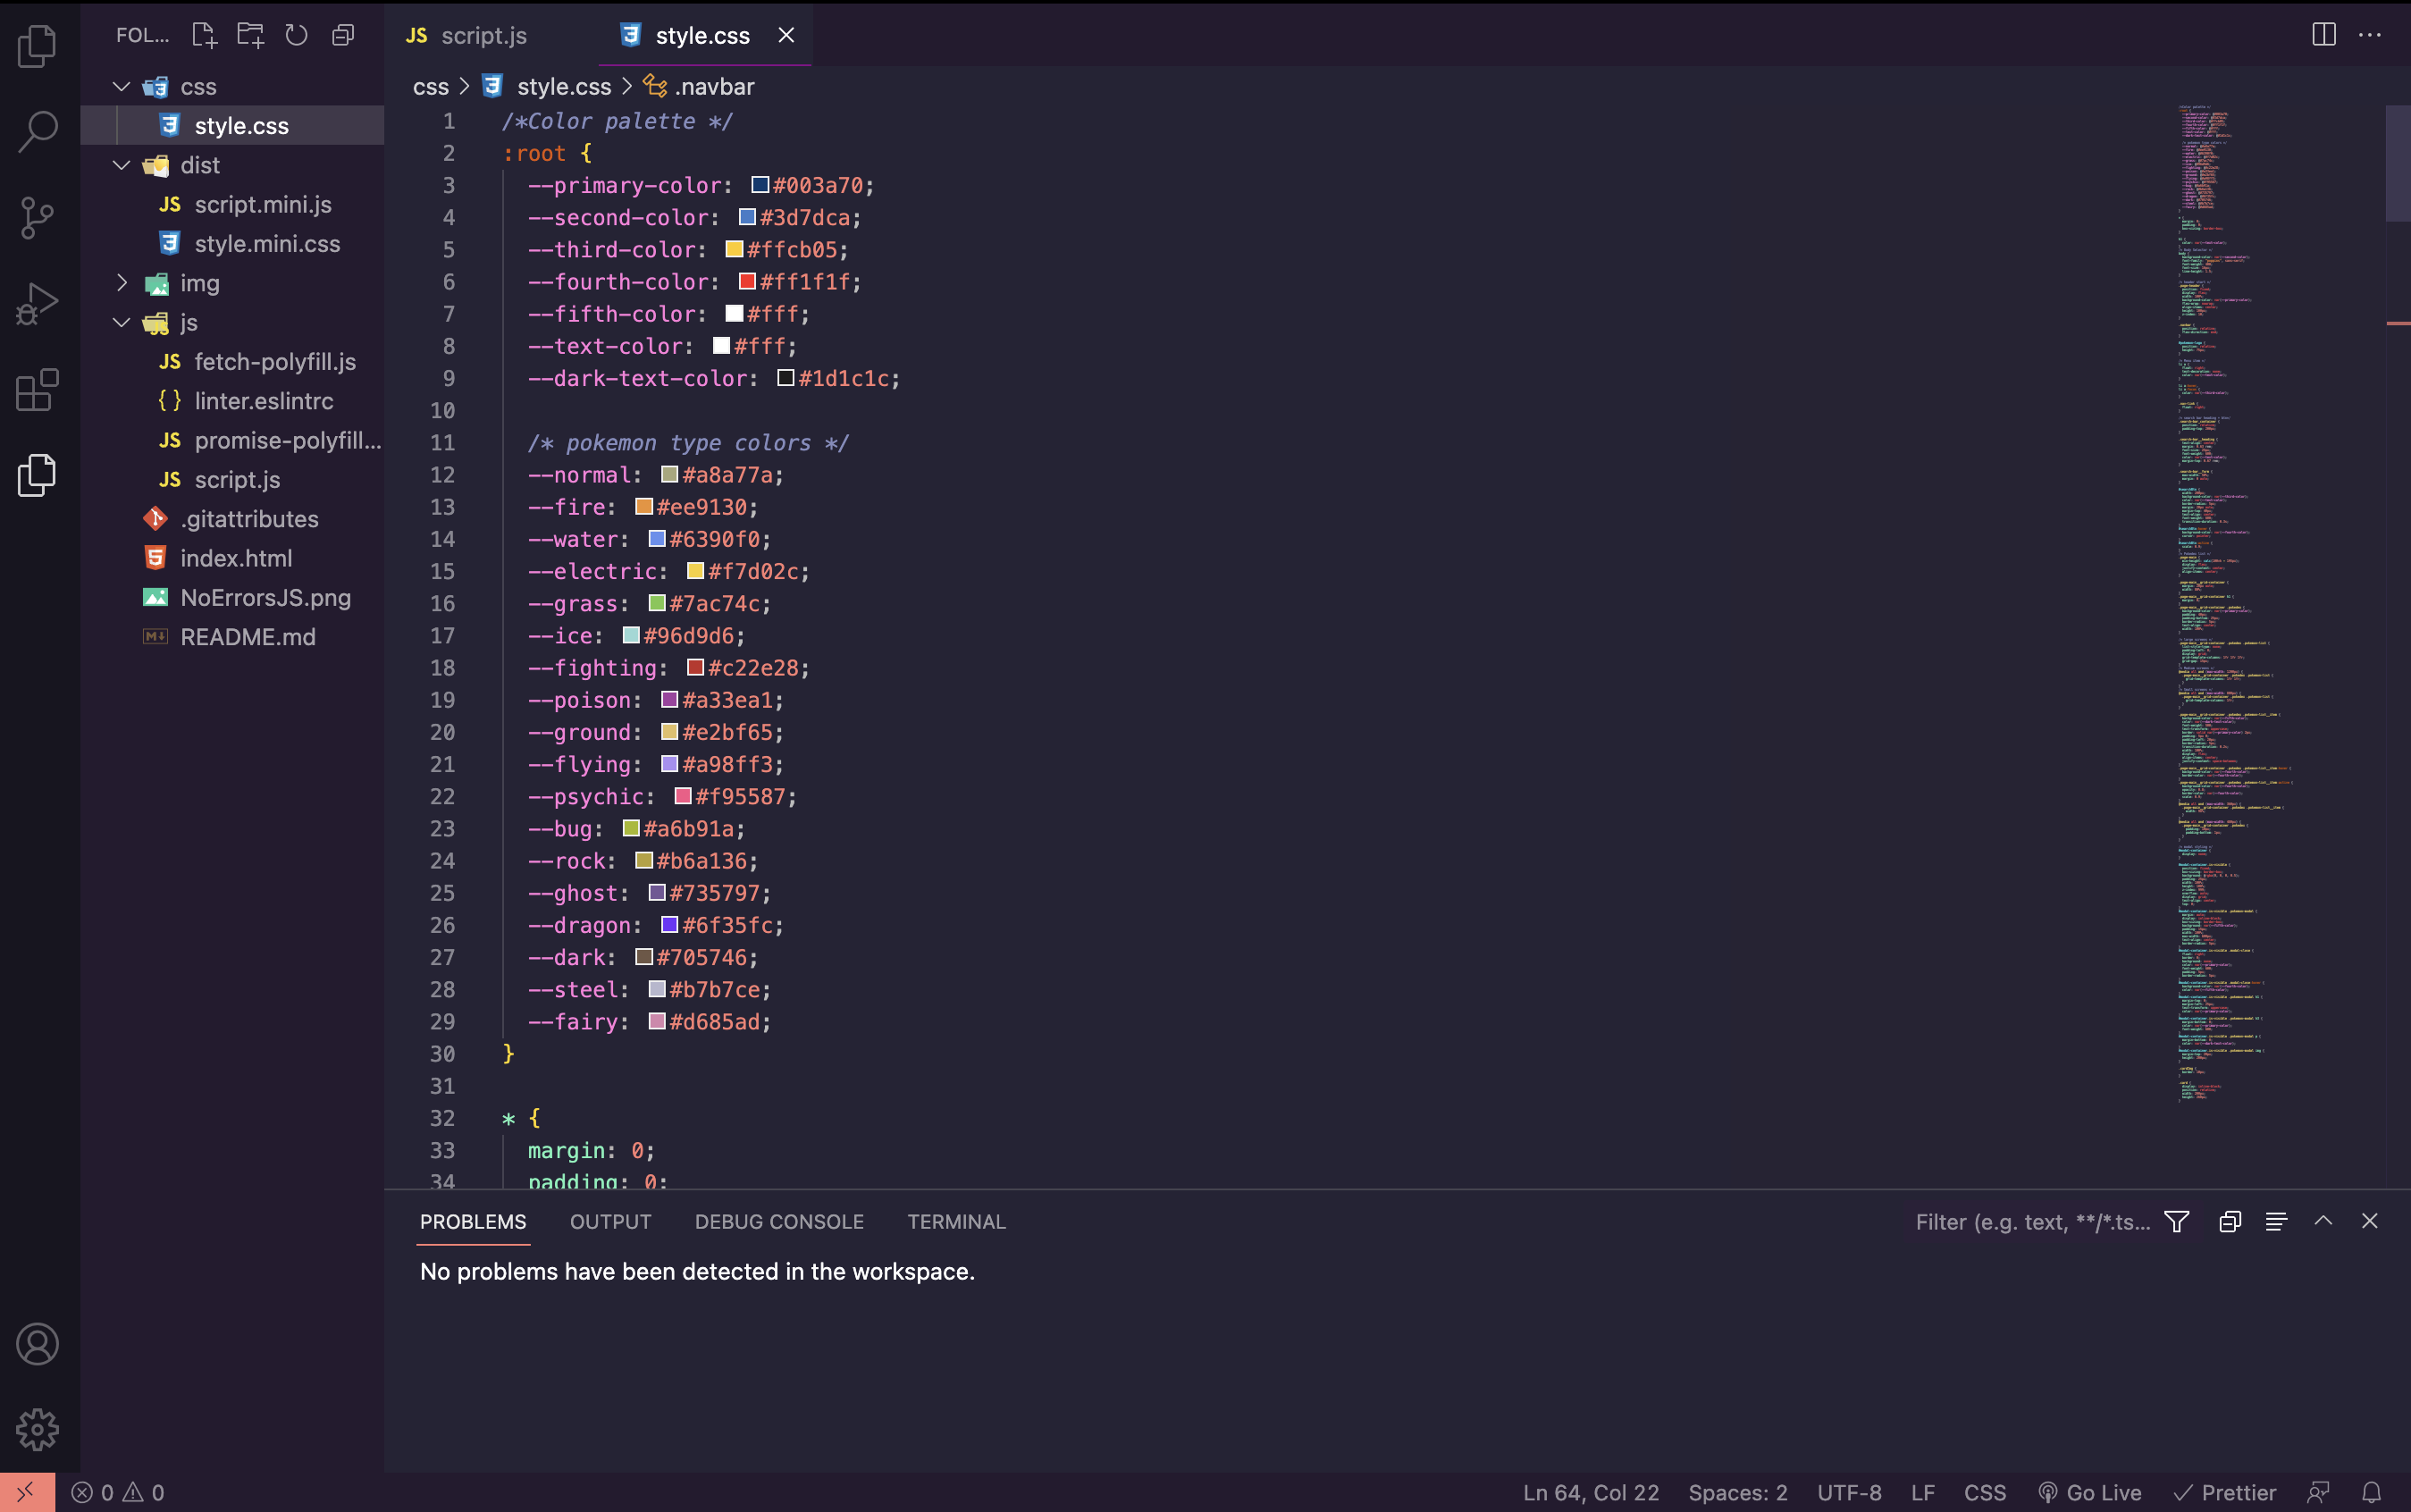 FOL...
css
style.css
dist
script.mini.js
style.mini.css
img
js
fetch-polyfill.js
linter.eslintrc
promise-polyfill...
script.js
.gitattributes
index.html
NoErrorsJS.png
README.md
JS script.js
style.css
css > style.css > .navbar
1 /*Color palette */
2 :root {
3 --primary-color: #003a70;
4 --second-color: #3d7dca;
5 --third-color: #ffcb05;
6 --fourth-color: #ff1f1f;
7 --fifth-color: #fff;
8 --text-color: #fff;
9 --dark-text-color: #1d1c1c;
10
11 /* pokemon type colors */
12 --normal: #a8a77a;
13 --fire: #ee9130;
14 --water: #6390f0;
15 --electric: #f7d02c;
16 --grass: #7ac74c;
17 --ice: #96d9d6;
18 --fighting: #c22e28;
19 --poison: #a33ea1;
20 --ground: #e2bf65;
21 --flying: #a98ff3;
22 --psychic: #f95587;
23 --bug: #a6b91a;
24 --rock: #b6a136;
25 --ghost: #735797;
26 --dragon: #6f35fc;
27 --dark: #705746;
28 --steel: #b7b7ce;
29 --fairy: #d685ad;
30 }
31
32 * {
33 margin: 0;
34 padding: 0;
PROBLEMS OUTPUT DEBUG CONSOLE TERMINAL
Filter (e.g. text, **/*.ts...
No problems have been detected in the workspace.
0 0
Ln 64, Col 22 Spaces: 2 UTF-8 LF CSS Go Live Prettier